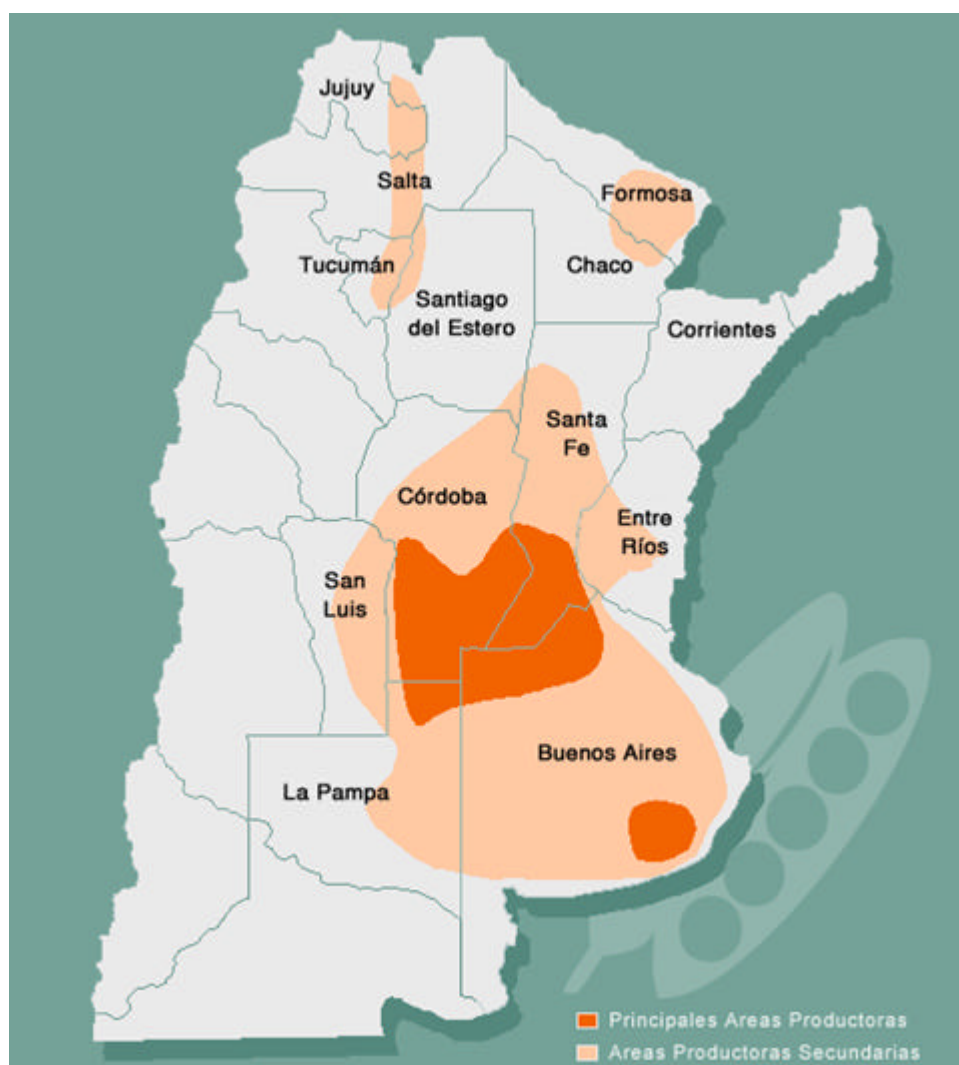 Jujuy
Salta
Formosa
Tucumán
Chaco
Santiago
del Estero
Corrientes
Santa
Fe
Córdoba
Entre
Ríos
San
Luis
Buenos Aires
La Pampa
Principales Areas Productoras
Areas Productoras Secundarias